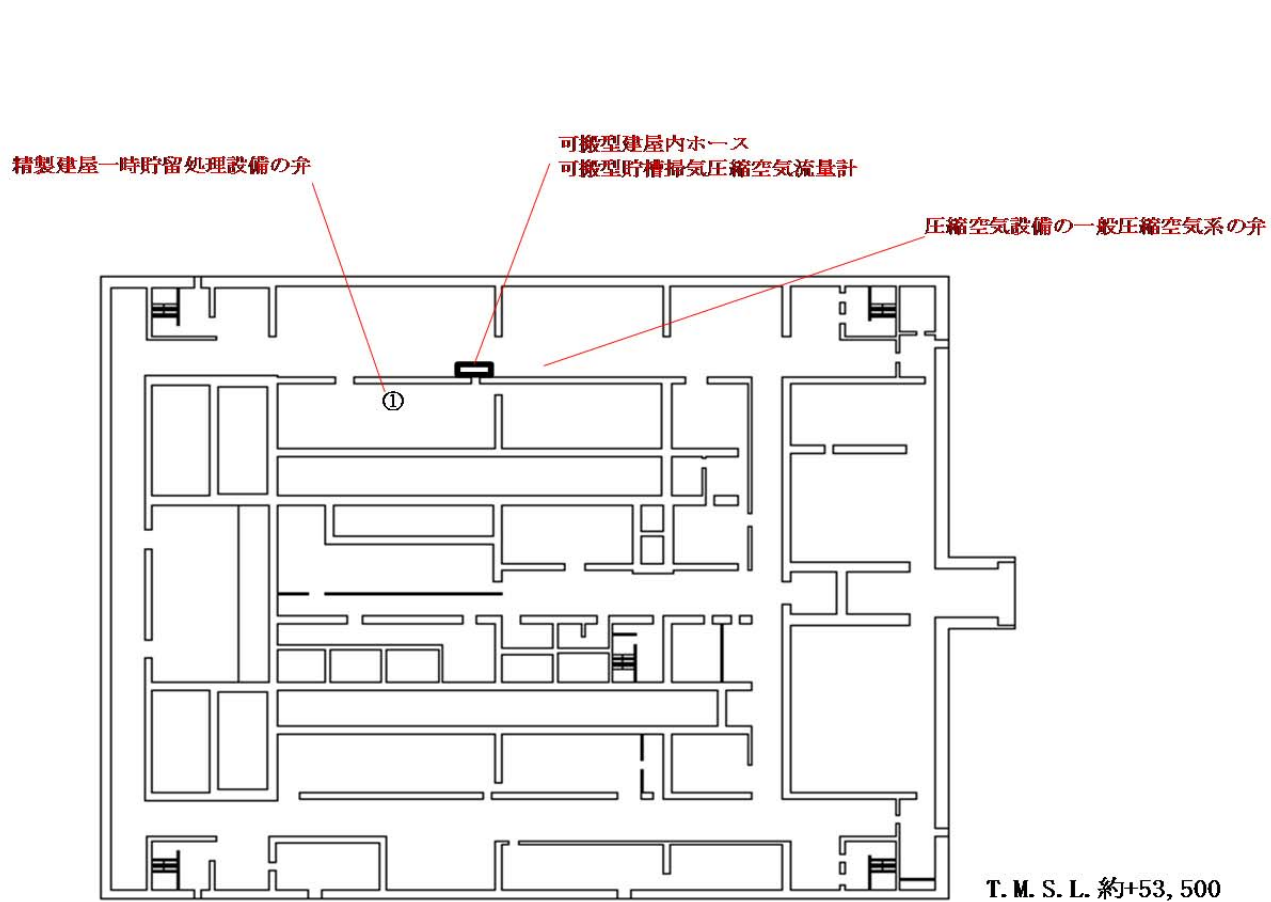 可搬型建屋内ホース
精製建屋一時貯留処理設備の弁
可搬型貯槽掃気圧縮空気流量計
圧縮空気設備の一般圧縮空気系の弁
①
T.M.S.L.約+53,500